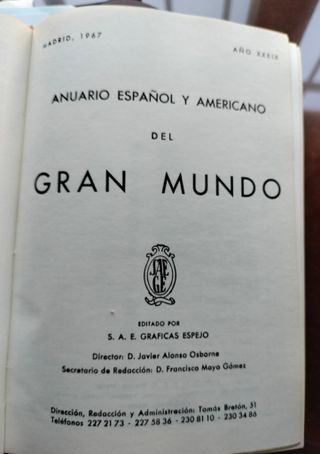 MADRID, 1967 AÑO XXXIX
ANUARIO ESPAÑOL Y AMERICANO
DEL
GRAN MUNDO
SAE
GE
EDITADO POR
S. A. E. GRAFICAS ESPEJO
Director: D. Javier Alonso Osborne
Secretario de Redacción: D. Francisco Mayo Gómez
Dirección, Redacción y Administración: Tomás Bretón, 51
Teléfonos 227 21 73 - 227 58 36 - 230 81 10 - 230 34 86